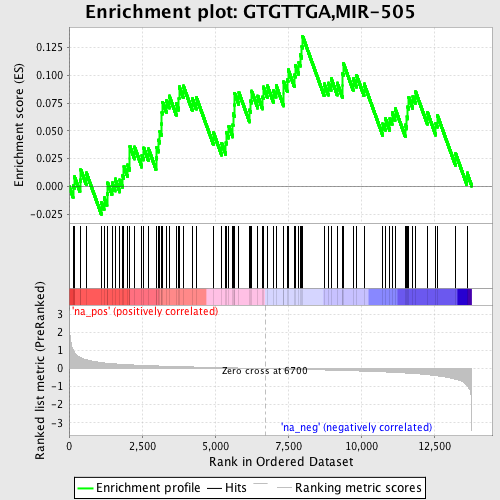 Enrichment plot: GTGTTGA,MIR-505
Enrichment score (ES)
0.125
0.100
0.075
0.050
0.025
0.000
-0.025
'na_pos' (positively correlated)
Ranked list metric (PreRanked)
3
2
1
0
-1
-2
-3
Zero cross at 6700
'na_neg' (negatively correlated)
0
2,500
5,000
7,500
10,000
12,500
Rank in Ordered Dataset
Enrichment profile
Hits
Ranking metric scores